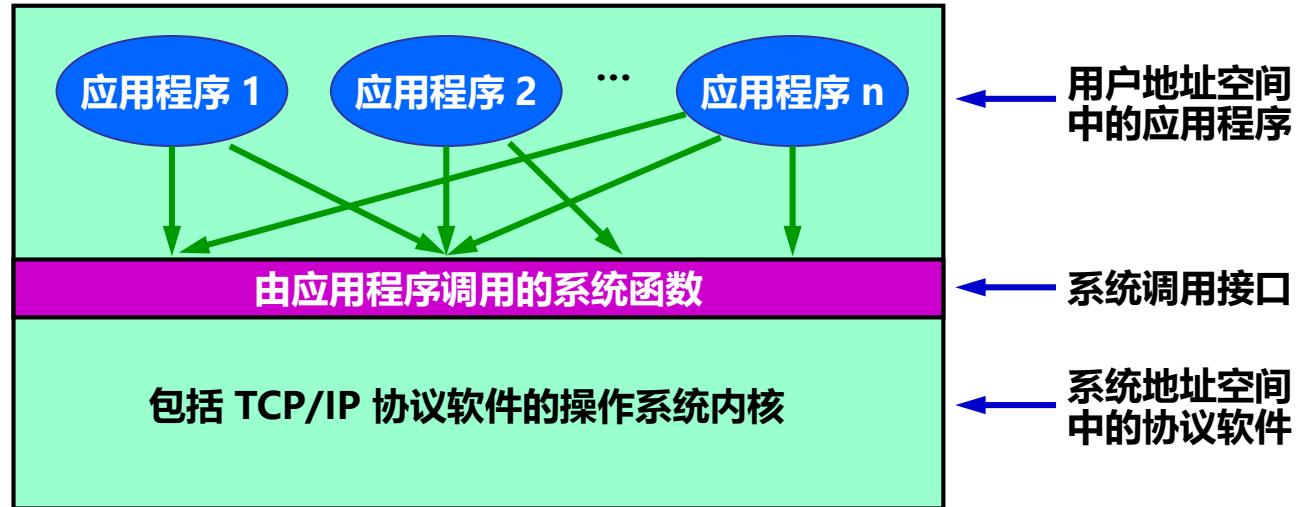 应用程序 1
应用程序 2
...
应用程序 n
用户地址空间
中的应用程序
由应用程序调用的系统函数
系统调用接口
包括 TCP/IP 协议软件的操作系统内核
系统地址空间
中的协议软件